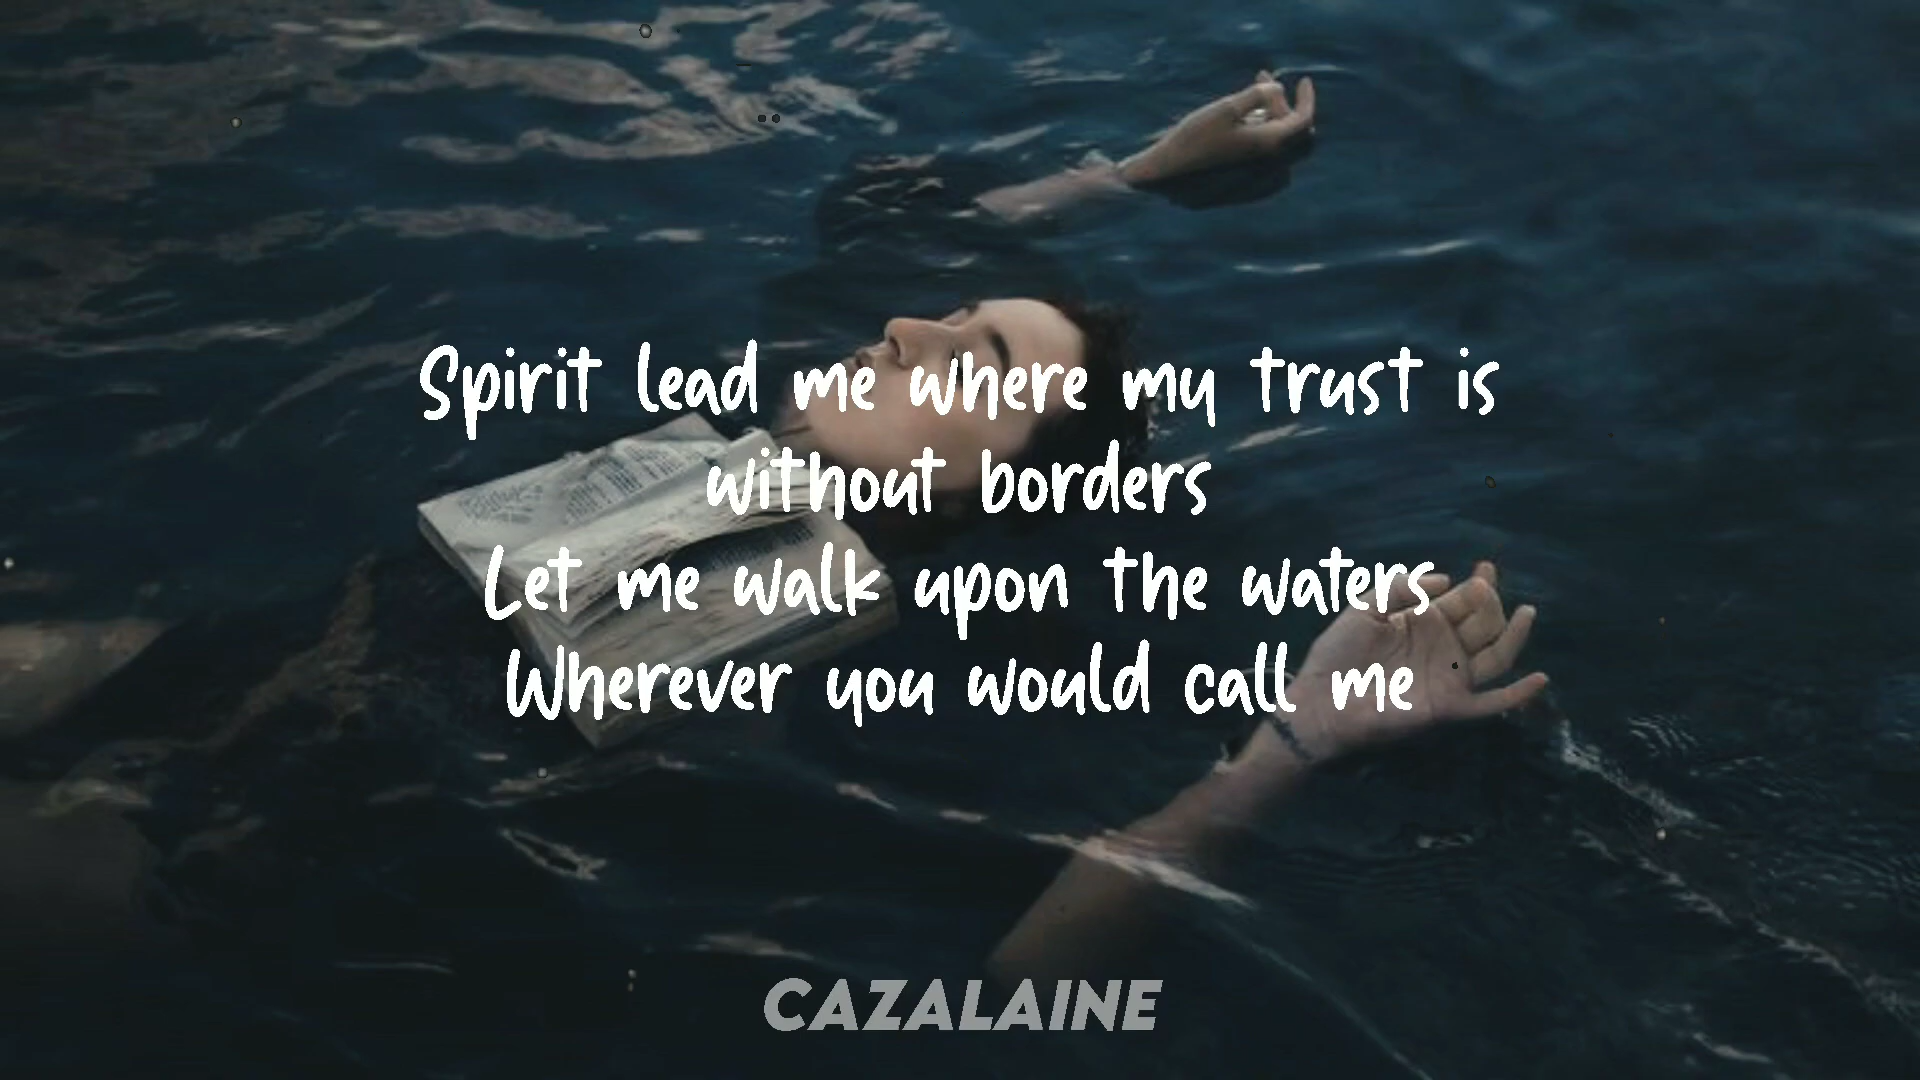 Spirit lead me where my trust is
without borders
Let me walk upon the waters
Wherever you would call me
CAZALAINE